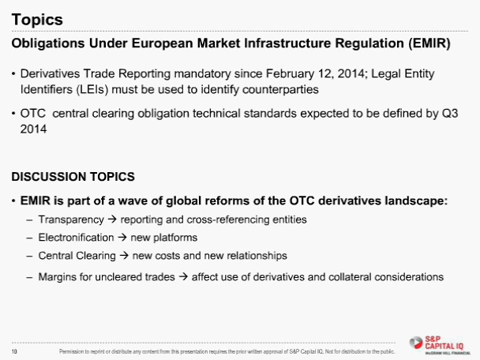 Topics
Obligations Under European Market Infrastructure Regulation (EMIR)
• Derivatives Trade Reporting mandatory since February 12, 2014; Legal Entity
Identifiers (LEIs) must be used to identify counterparties
• OTC central clearing obligation technical standards expected to be defined by Q3
2014
DISCUSSION TOPICS
• EMIR is part of a wave of global reforms of the OTC derivatives landscape:
– Transparency → reporting and cross-referencing entities
– Electronification → new platforms
– Central Clearing → new costs and new relationships
– Margins for uncleared trades → affect use of derivatives and collateral considerations
10 Permission to reprint or distribute any content from this presentation requires the prior written approval of S&P Capital IQ. Not for distribution to the public.
S&P
CAPITAL IQ
McGRAW HILL FINANCIAL